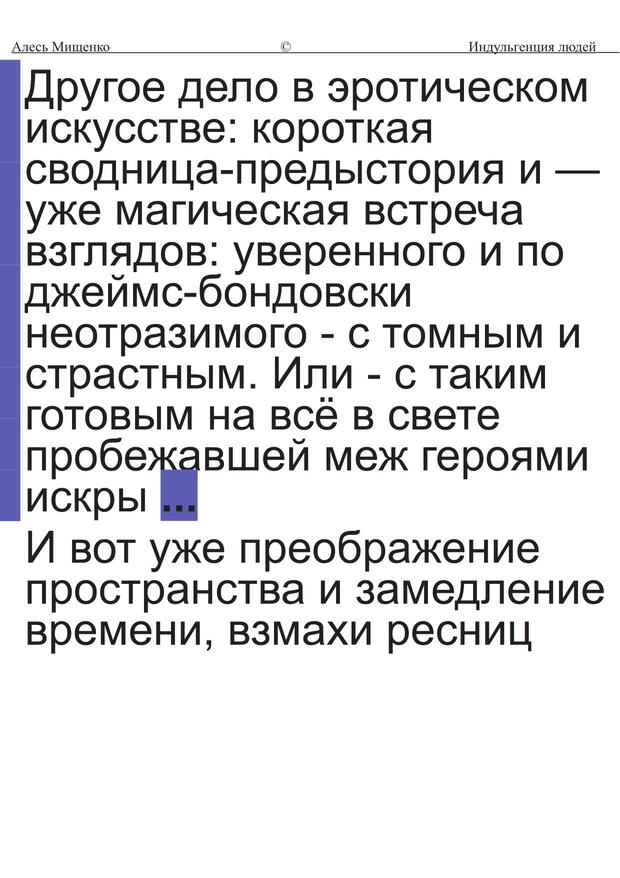 Алесь Мищенко © Индульгенция людей
Другое дело в эротическом
искусстве: короткая
сводница-предыстория и —
уже магическая встреча
взглядов: уверенного и по
джеймс-бондовски
неотразимого - с томным и
страстным. Или - с таким
готовым на всё в свете
пробежавшей меж героями
искры ...
И вот уже преображение
пространства и замедление
времени, взмахи ресниц